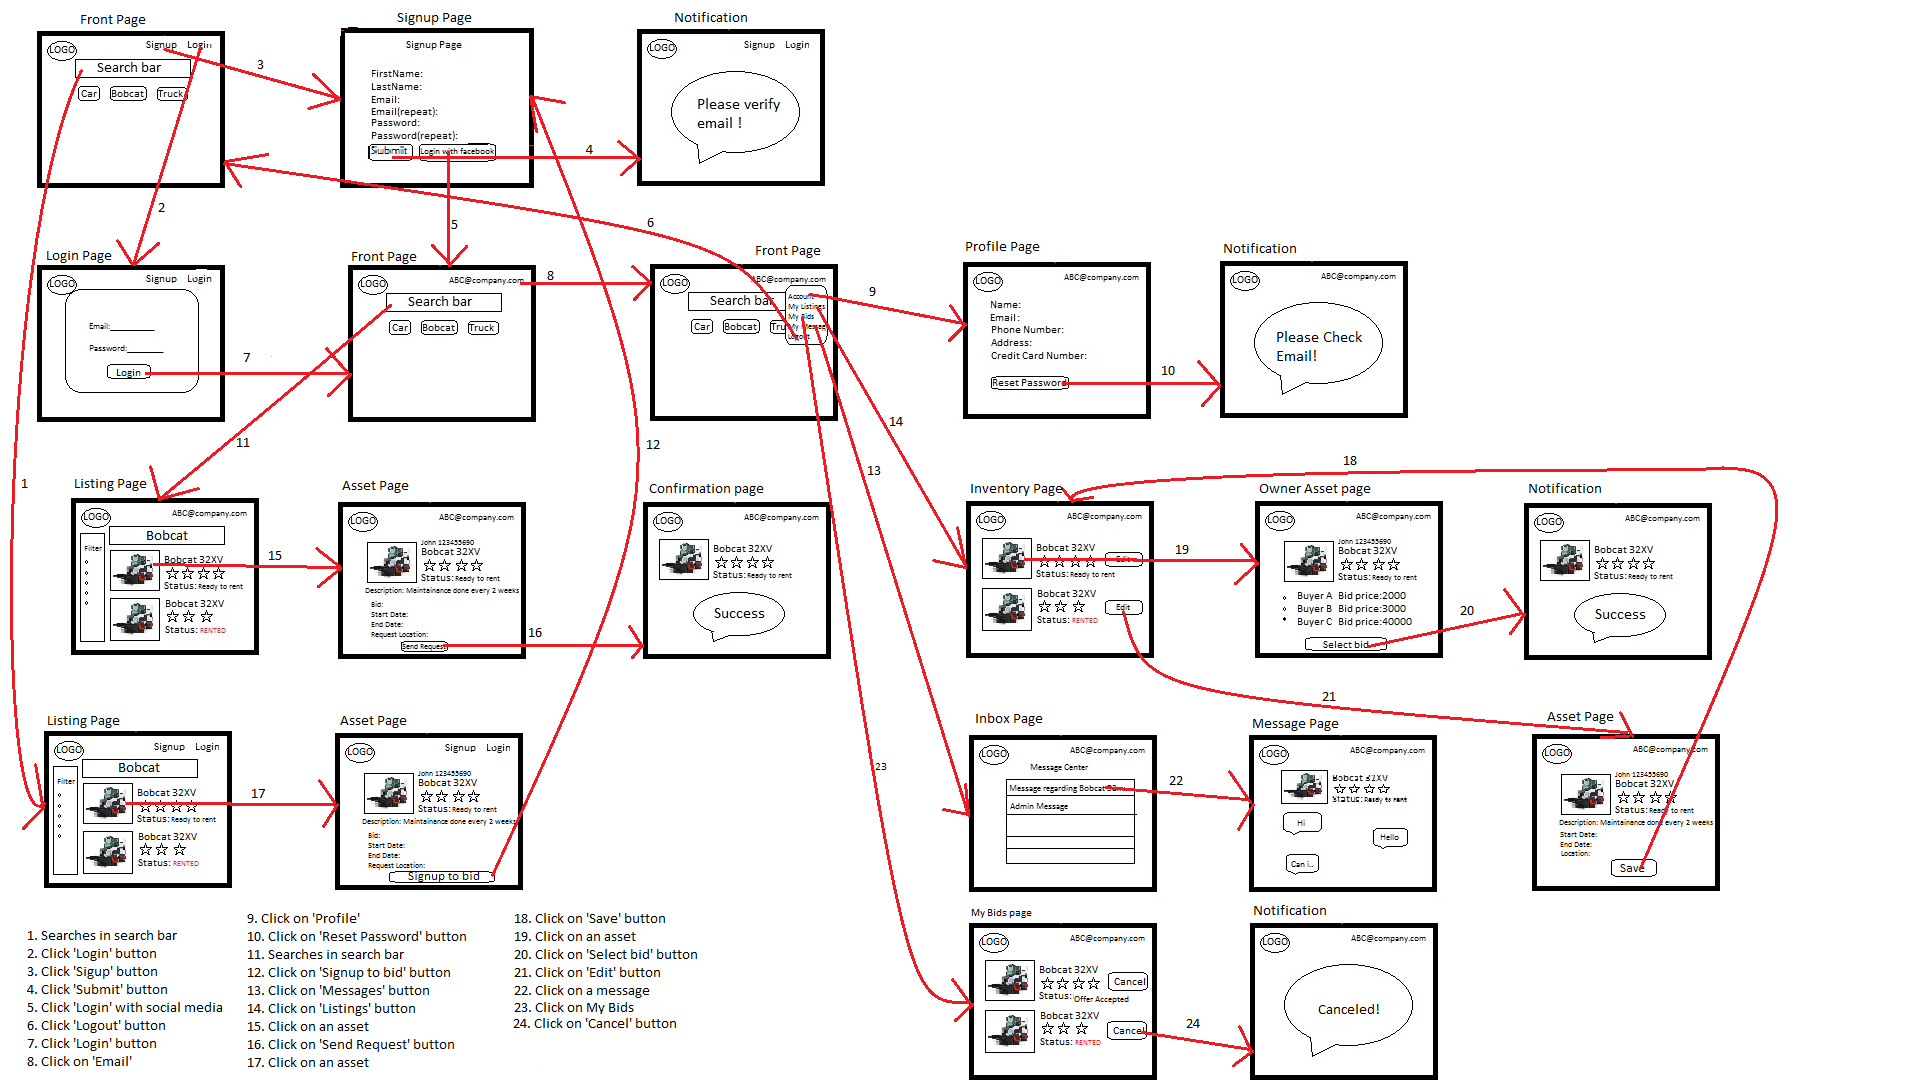 Front Page
LOGO
Signup Login
Search bar
Car Bobcat Truck
3
Signup Page
Signup Page
FirstName:
LastName:
Email:
Email(repeat):
Password:
Password(repeat):
Submit Login with facebook
4
Notification
LOGO
Signup Login
Please verify
email !
2
5
6
Login Page
LOGO
Signup Login
Email:
Password:
Login
7
Front Page
LOGO
ABC@company.com
Search bar
Car Bobcat Truck
8
Front Page
LOGO
ABC@company.com
Search bar
Car Bobcat
Account
My Listings
My Bids
My
Logout
9
Profile Page
LOGO
ABC@company.com
Name:
Email:
Phone Number:
Address:
Credit Card Number:
Reset Password
10
Notification
LOGO
ABC@company.com
Please Check
Email!
11
12
14
13
18
1
Listing Page
LOGO
ABC@company.com
Bobcat
Filter
Bobcat 32XV
Status: Ready to rent
Bobcat 32XV
Status: RENTED
15
Asset Page
LOGO
ABC@company.com
John 123455690
Bobcat 32XV
Status: Ready to rent
Description: Maintainance done every 2 weeks
Bid:
Start Date:
End Date:
Request Location:
Send Request
16
Confirmation page
LOGO
ABC@company.com
Bobcat 32XV
Status: Ready to rent
Success
Inventory Page
LOGO
ABC@company.com
Bobcat 32XV
Edit
Status: Ready to rent
Bobcat 32XV
Edit
Status: RENTED
19
Owner Asset page
LOGO
ABC@company.com
John 123455690
Bobcat 32XV
Status: Ready to rent
Buyer A Bid price:2000
Buyer B Bid price:3000
Buyer C Bid price:40000
Select bid
20
Notification
LOGO
ABC@company.com
Bobcat 32XV
Status: Ready to rent
Success
21
Listing Page
LOGO
Signup Login
Bobcat
Filter
Bobcat 32XV
Status: Ready to rent
Bobcat 32XV
Status: RENTED
17
Asset Page
LOGO
Signup Login
John 123455690
Bobcat 32XV
Status: Ready to rent
Description: Maintainance done every 2 weeks
Bid:
Start Date:
End Date:
Request Location:
Signup to bid
23
Inbox Page
LOGO
ABC@company.com
Message Center
Message regarding Bobcat
Admin Message
22
Message Page
LOGO
ABC@company.com
Bobcat 32XV
Status: Ready to rent
Hi
Hello
Can i..
Asset Page
LOGO
ABC@company.com
John 123455690
Bobcat 32XV
Status: Ready to rent
Description: Maintainance done every 2 weeks
Start Date:
End Date:
Location:
Save
My Bids page
LOGO
ABC@company.com
Bobcat 32XV
Cancel
Status: Offer Accepted
Bobcat 32XV
Cancel
Status: RENTED
24
Notification
LOGO
ABC@company.com
Canceled!
1. Searches in search bar
2. Click 'Login' button
3. Click 'Sigup' button
4. Click 'Submit' button
5. Click 'Login' with social media
6. Click 'Logout' button
7. Click 'Login' button
8. Click on 'Email'
9. Click on 'Profile'
10. Click on 'Reset Password' button
11. Searches in search bar
12. Click on 'Signup to bid' button
13. Click on 'Messages' button
14. Click on 'Listings' button
15. Click on an asset
16. Click on 'Send Request' button
17. Click on an asset
18. Click on 'Save' button
19. Click on an asset
20. Click on 'Select bid' button
21. Click on 'Edit' button
22. Click on a message
23. Click on My Bids
24. Click on 'Cancel' button